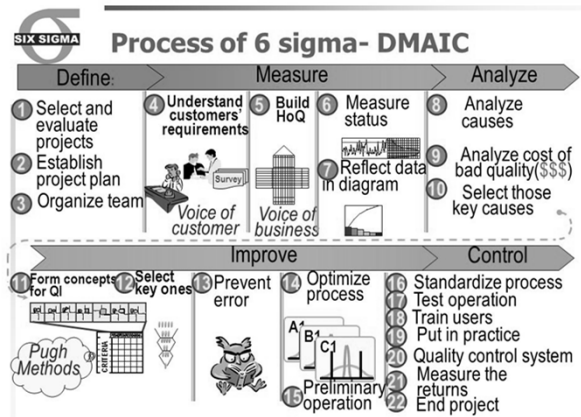 SIX SIGMA
Process of 6 sigma- DMAIC
Define:
Measure
Analyze
1 Select and
evaluate
projects
2 Establish
project plan
3 Organize team
4 Understand
customers'
requirements
Survey
Voice of
customer
5 Build
HoQ
Voice of
business
6 Measure
status
7 Reflect data
in diagram
8 Analyze
causes
9 Analyze cost of
bad quality($$$)
10 Select those
key causes
Improve
Control
11 Form concepts
for QI
12 Select
key ones
Pugh
Methods
CRITERIA
13 Prevent
error
14 Optimize
process
A1
B1
C1
15 Preliminary
operation
16 Standardize process
17 Test operation
18 Train users
19 Put in practice
20 Quality control system
21 Measure the
returns
22 End project